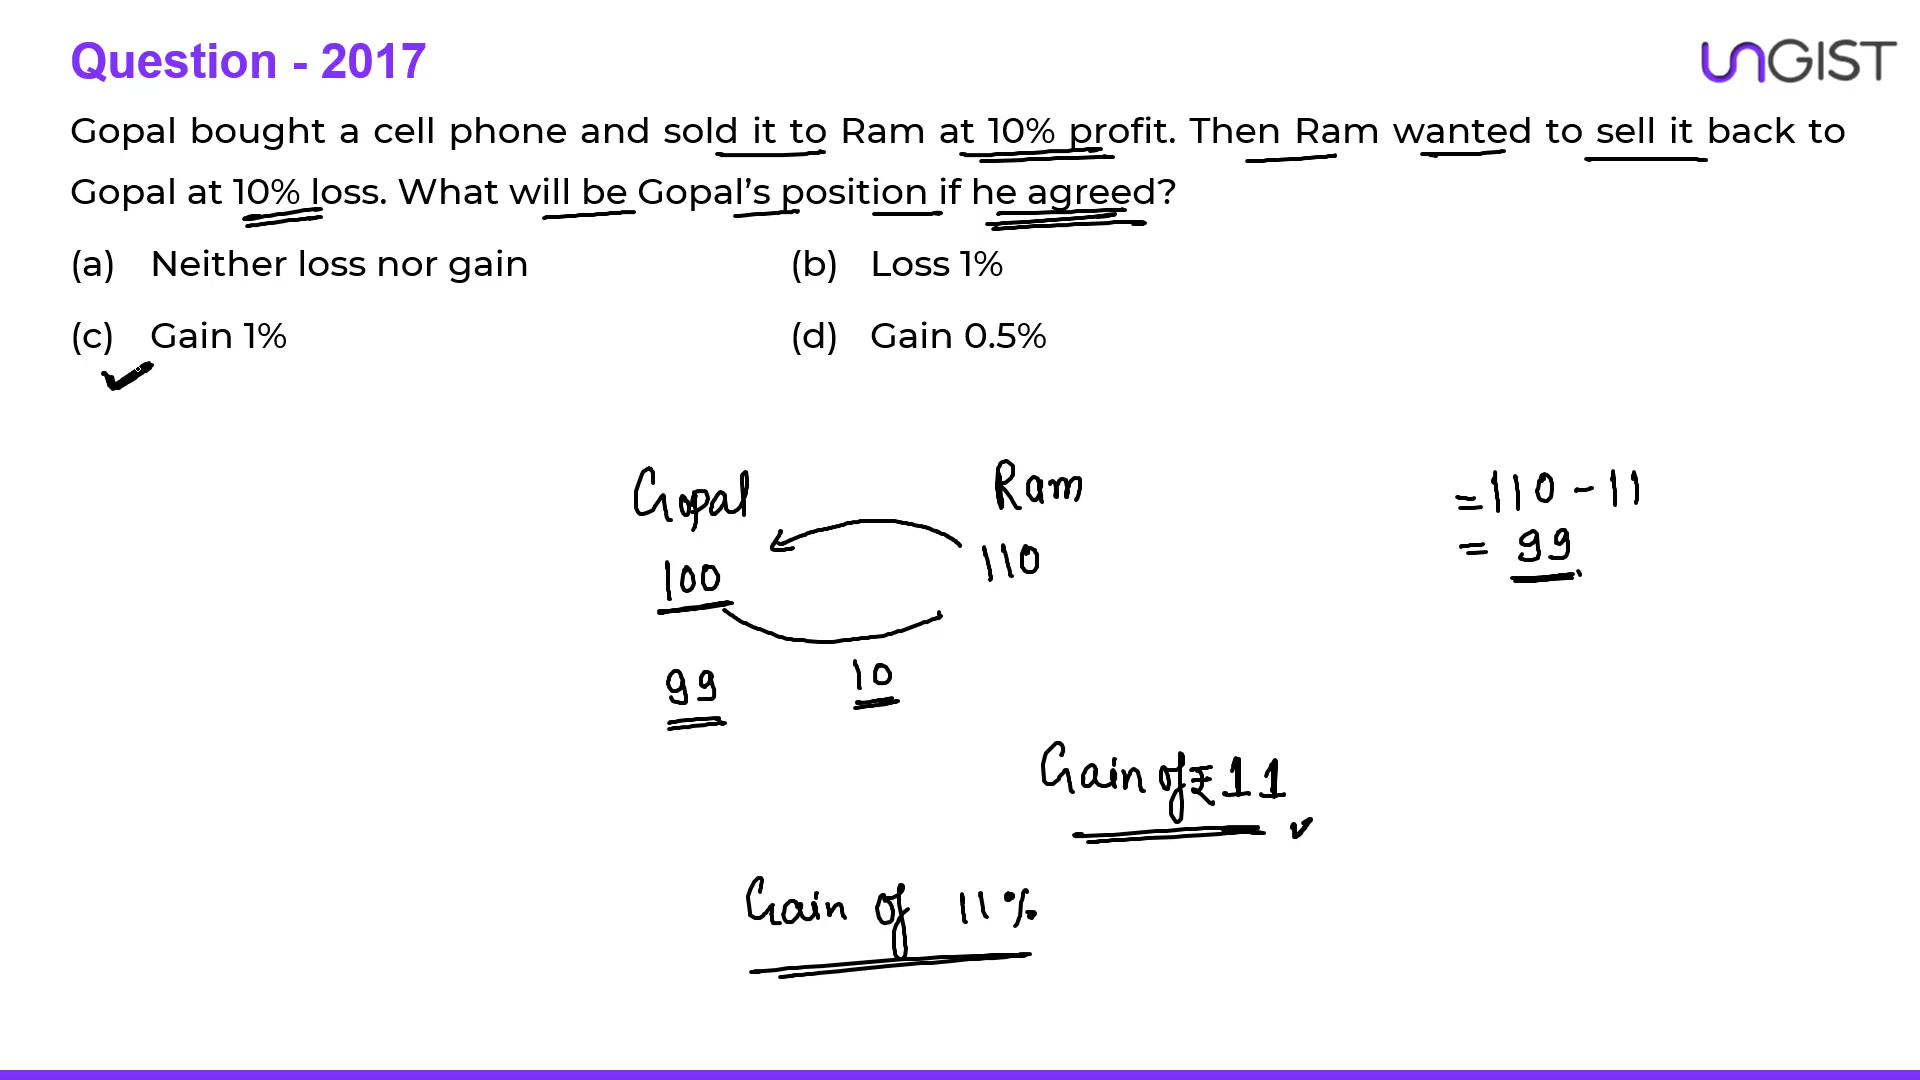 Question - 2017
UNGIST
Gopal bought a cell phone and sold it to Ram at 10% profit. Then Ram wanted to sell it back to
Gopal at 10% loss. What will be Gopal’s position if he agreed?
(a) Neither loss nor gain (b) Loss 1%
(c) Gain 1% (d) Gain 0.5%
Gopal Ram
100 110
= 110 - 11
= 99
99 10
Gain of ₹ 11
Gain of 11%